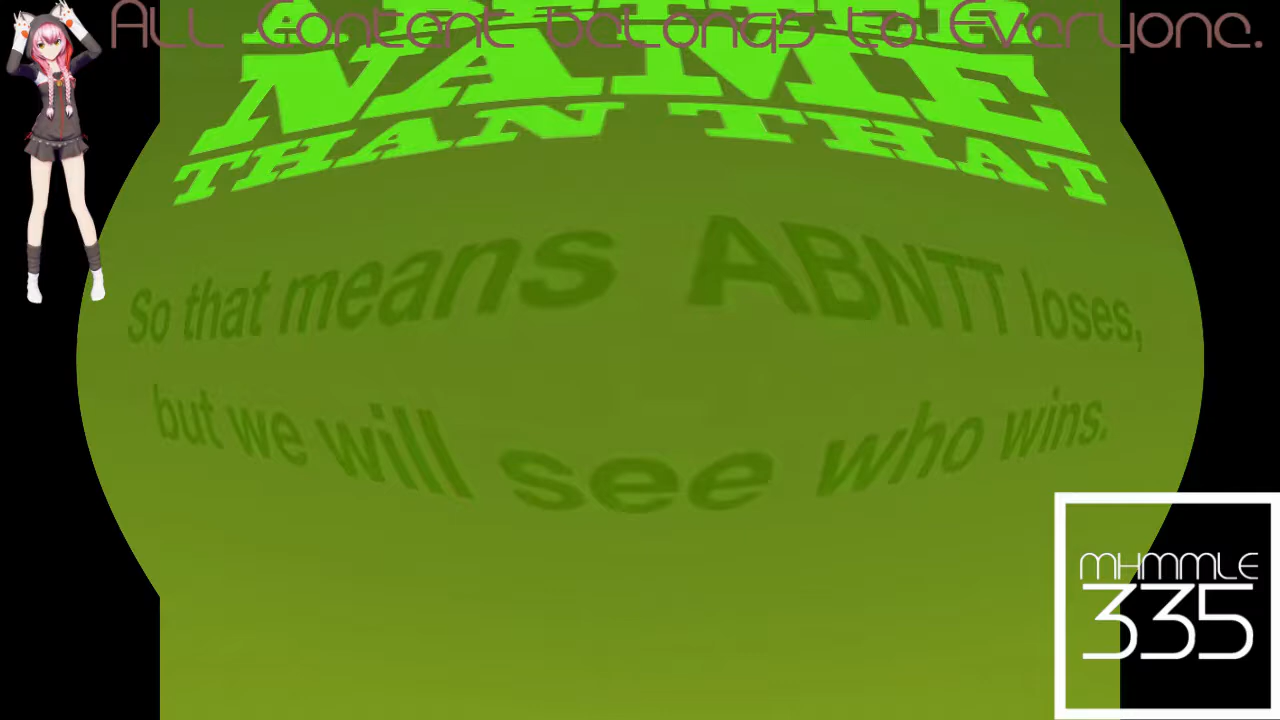 ALL Content belongs to Everyone.
A BETTER
NAME
THAN THAT
So that means ABNTT loses,
but we will see who wins.
MHMMLE
335